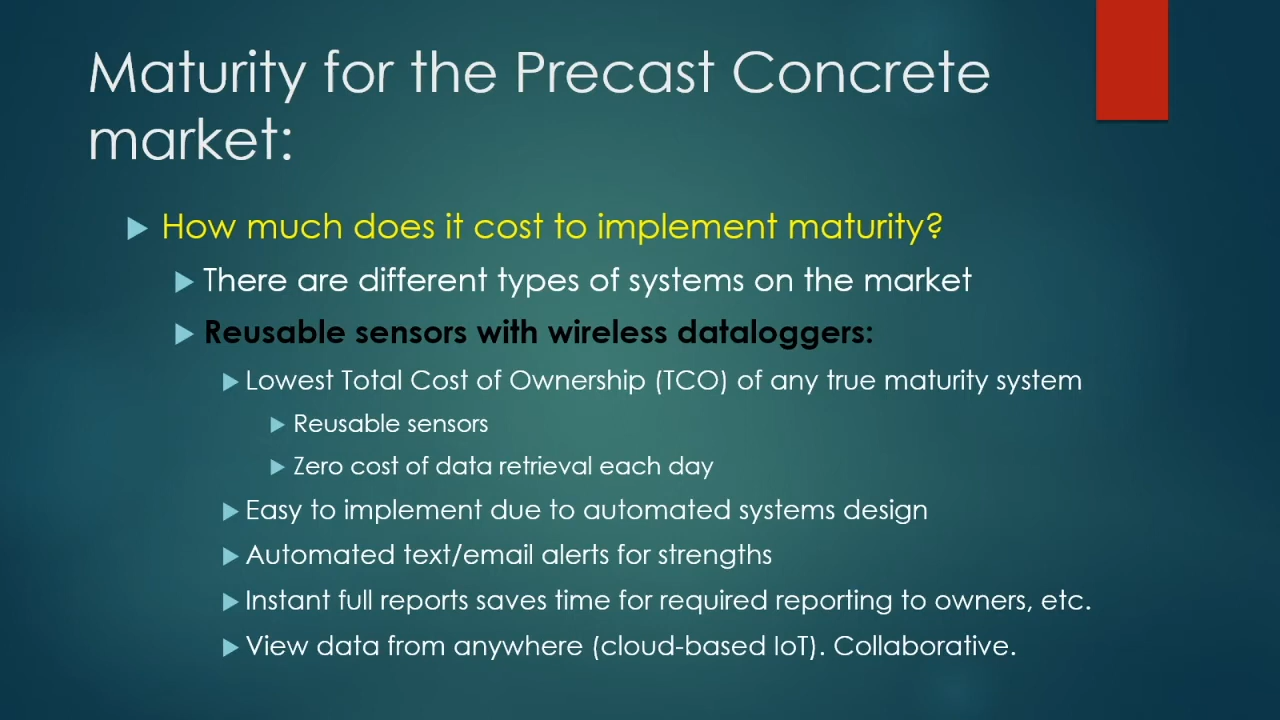 Maturity for the Precast Concrete
market:
How much does it cost to implement maturity?
There are different types of systems on the market
Reusable sensors with wireless dataloggers:
Lowest Total Cost of Ownership (TCO) of any true maturity system
Reusable sensors
Zero cost of data retrieval each day
Easy to implement due to automated systems design
Automated text/email alerts for strengths
Instant full reports saves time for required reporting to owners, etc.
View data from anywhere (cloud-based IoT). Collaborative.